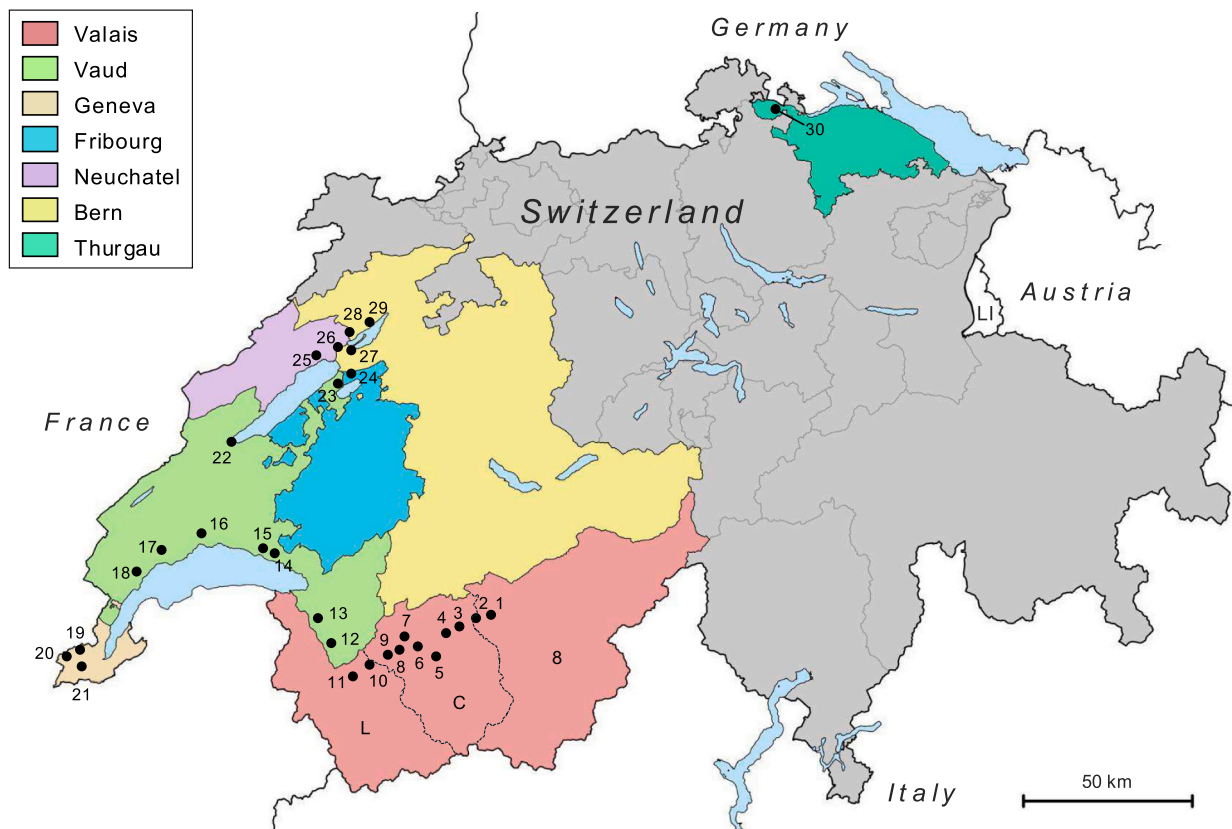 Valais
Vaud
Geneva
Fribourg
Neuchatel
Bern
Thurgau
Germany
30
Switzerland
Austria
LI
28 29
26
25 27
24
23
France
22
16
15
17
14
18
13
7 4 3 2 1
12
9
8 6 5
8
11 10
19
20
21
C
L
50 km
Italy